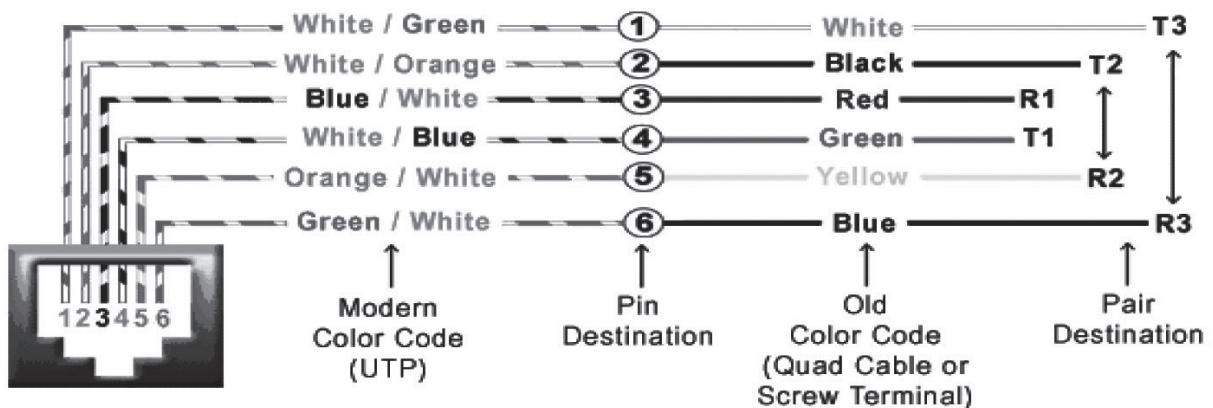 White / Green 1 White T3
White / Orange 2 Black T2
Blue / White 3 Red R1
White / Blue 4 Green T1
Orange / White 5 Yellow R2
Green / White 6 Blue R3
1 2 3 4 5 6
Modern
Color Code
(UTP)
Pin
Destination
Old
Color Code
(Quad Cable or
Screw Terminal)
Pair
Destination